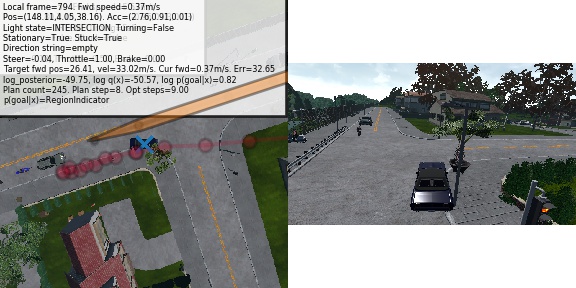 Local frame=794. Fwd speed=0.37m/s
Pos=(148.11,4.05,38.16). Acc=(2.76,0.91,0.01)
Light state=INTERSECTION. Turning=False
Stationary=True. Stuck=True
Direction string=empty
Steer=-0.04, Throttle=1.00, Brake=0.00
Target fwd pos=26.41, vel=33.02m/s. Cur fwd=0.37m/s. Err=32.65
log_posterior=-49.75, log q(x)=-50.57, log p(goal|x)=0.82
Plan count=245. Plan step=8. Opt steps=9.00
p(goal|x)=RegionIndicator